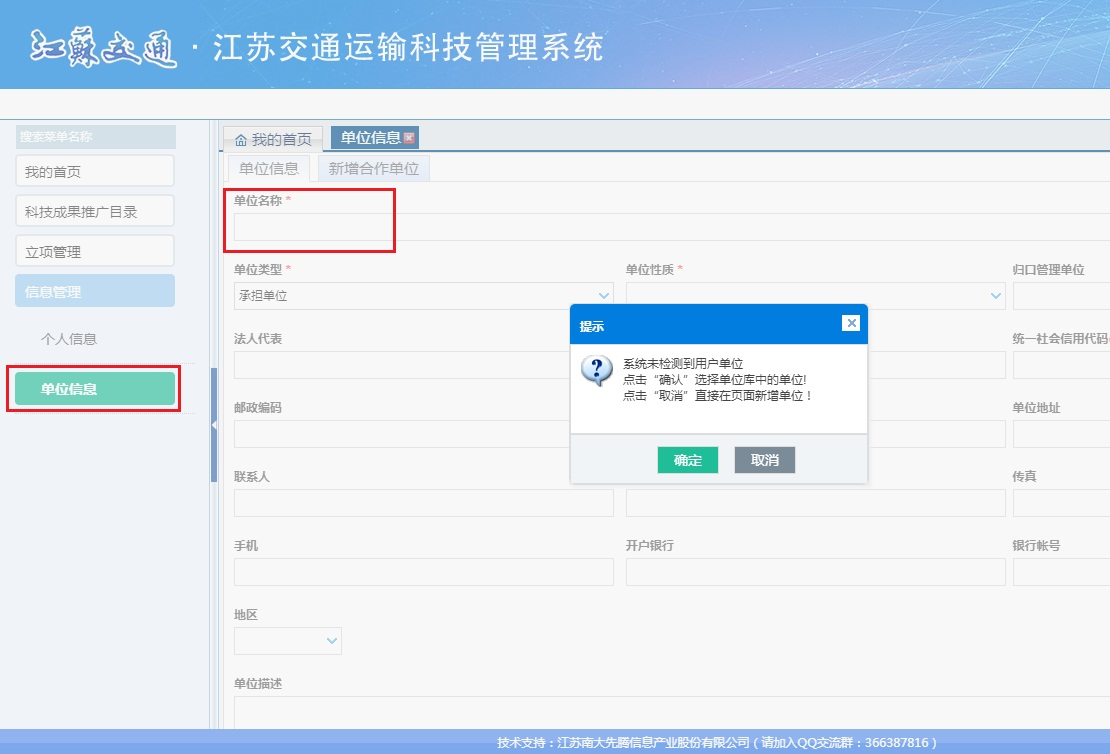 江蘇交通 · 江苏交通运输科技管理系统
搜索菜单名称
我的首页
科技成果推广目录
立项管理
信息管理
个人信息
单位信息
我的首页 单位信息
单位信息 新增合作单位
单位名称 *
单位类型 * 单位性质 * 归口管理单位
承担单位
法人代表 统一社会信用代码
邮政编码 单位地址
联系人 传真
手机 开户银行 银行帐号
地区
单位描述
提示
系统未检测到用户单位
点击“确认”选择单位库中的单位!
点击“取消”直接在页面新增单位！
确定 取消
技术支持：江苏南大先腾信息产业股份有限公司（请加入QQ交流群：366387816）